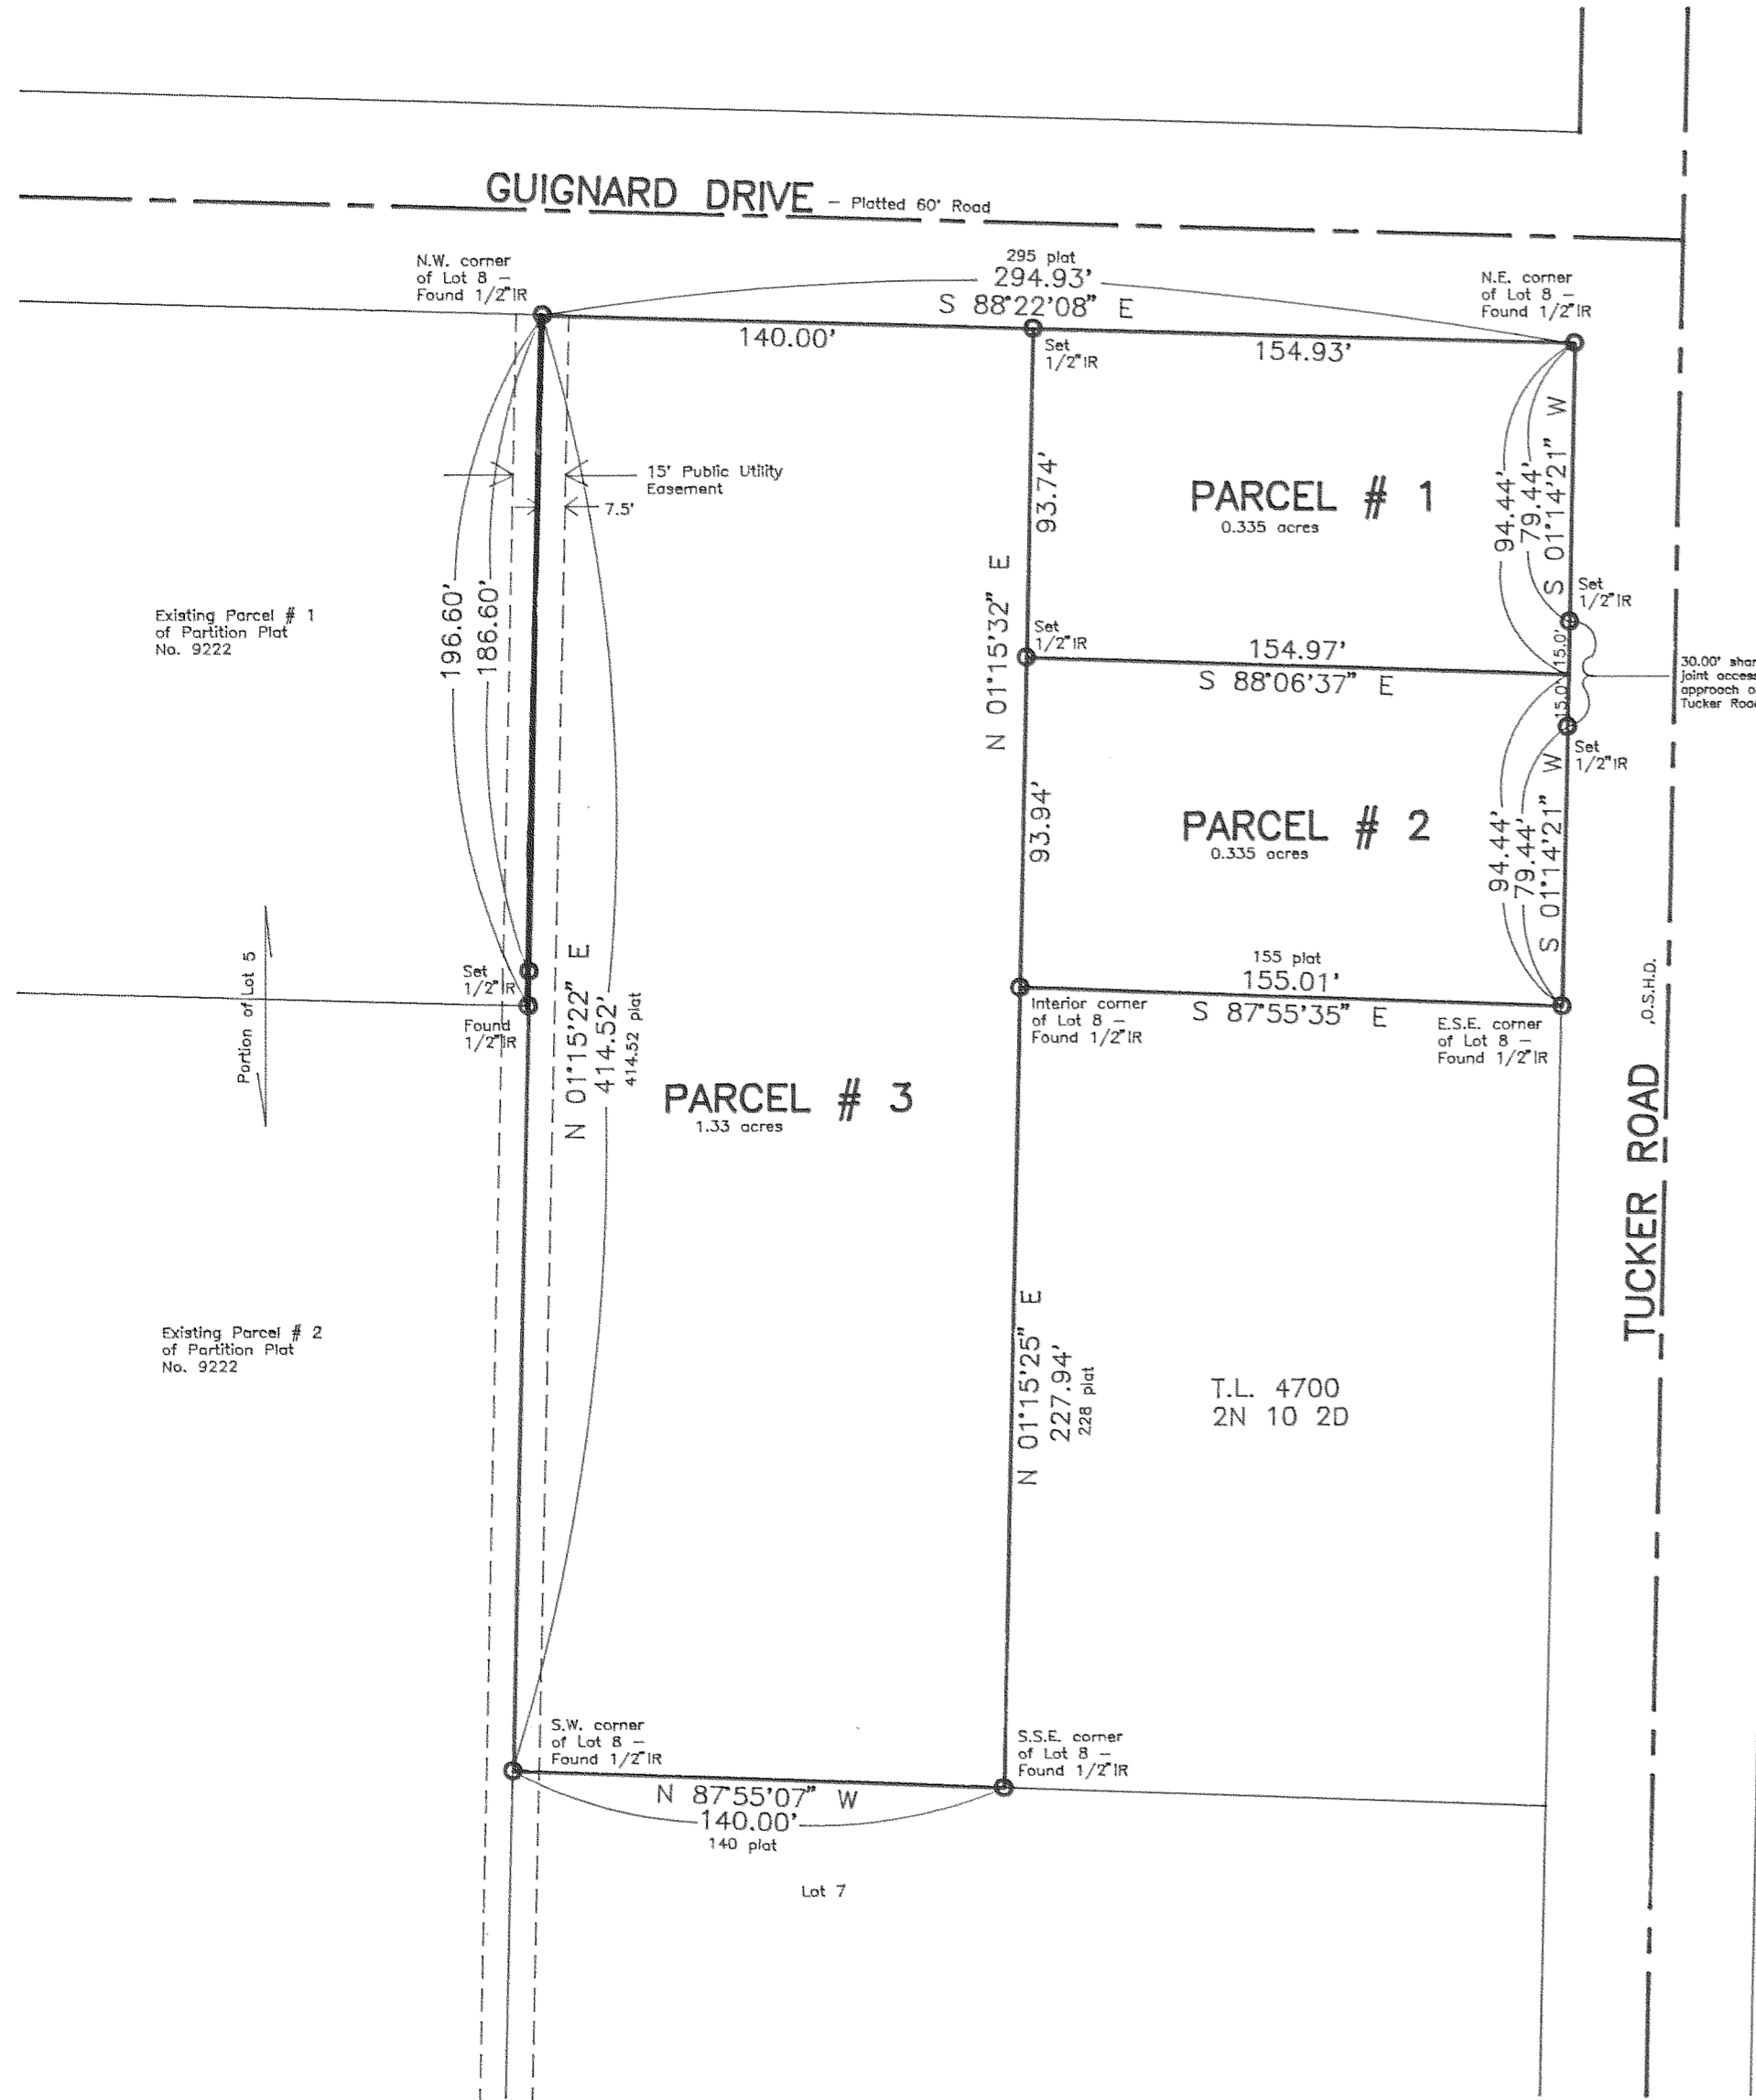 GUIGNARD DRIVE – Platted 60' Road
N.W. corner
of Lot 8 –
Found 1/2" IR
295 plat
294.93'
S 88°22'08" E
N.E. corner
of Lot 8 –
Found 1/2" IR
140.00'
Set
1/2" IR
154.93'
15' Public Utility
Easement
7.5'
93.74'
PARCEL # 1
0.335 acres
94.44'
79.44'
S 01°14'21" W
Existing Parcel # 1
of Partition Plat
No. 9222
196.60'
186.60'
N 01°15'32" E
Set
1/2" IR
Set
1/2" IR
15.0'
154.97'
S 88°06'37" E
30.00'
joint
approach
Tucker
15.0'
Set
1/2" IR
93.94'
PARCEL # 2
0.335 acres
94.44'
79.44'
S 01°14'21" W
Portion of Lot 5
Set
1/2" IR
Found
1/2" IR
N 01°15'22" E
414.52'
414.52 plat
155 plat
155.01'
S 87°55'35" E
Interior corner
of Lot 8 –
Found 1/2" IR
E.S.E. corner
of Lot 8 –
Found 1/2" IR
PARCEL # 3
1.33 acres
TUCKER ROAD ,O.S.H.D.
Existing Parcel # 2
of Partition Plat
No. 9222
N 01°15'25" E
227.94'
228 plat
T.L. 4700
2N 10 2D
S.W. corner
of Lot 8 –
Found 1/2" IR
S.S.E. corner
of Lot 8 –
Found 1/2" IR
N 87°55'07" W
140.00'
140 plat
Lot 7